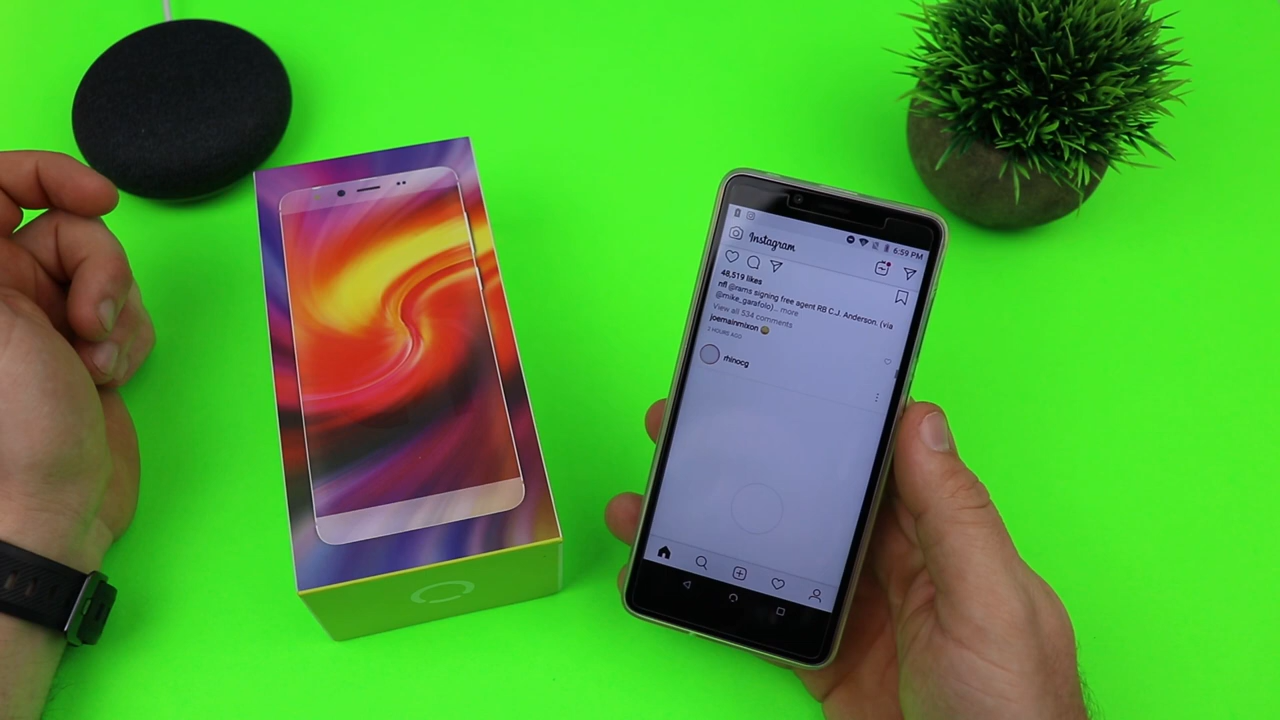 6:59 PM
Instagram
48,519 likes
nfl @rams signing free agent RB C.J. Anderson. (via
@mike_garafolo)... more
View all 534 comments
joemainmixon 😂
2 HOURS AGO
rhinocg